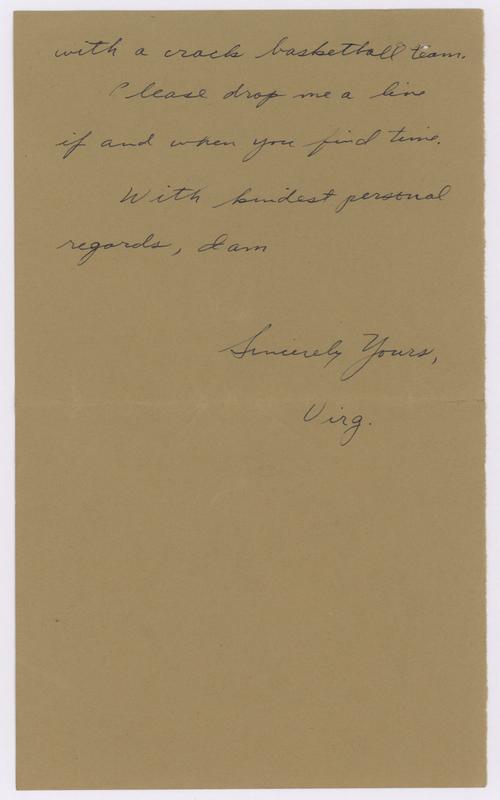 with a crack basketball team.
Please drop me a line
if and when you find time.
With kindest personal
regards, I am
Sincerely Yours,
Virg.